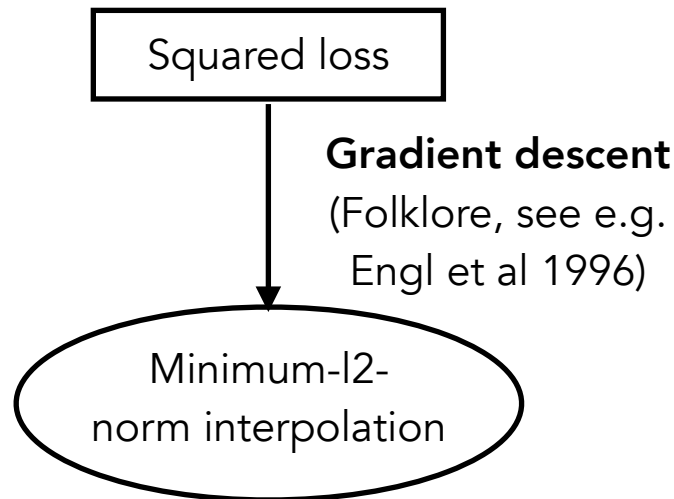 Squared loss
Gradient descent
(Folklore, see e.g.
Engl et al 1996)
Minimum-l2-
norm interpolation